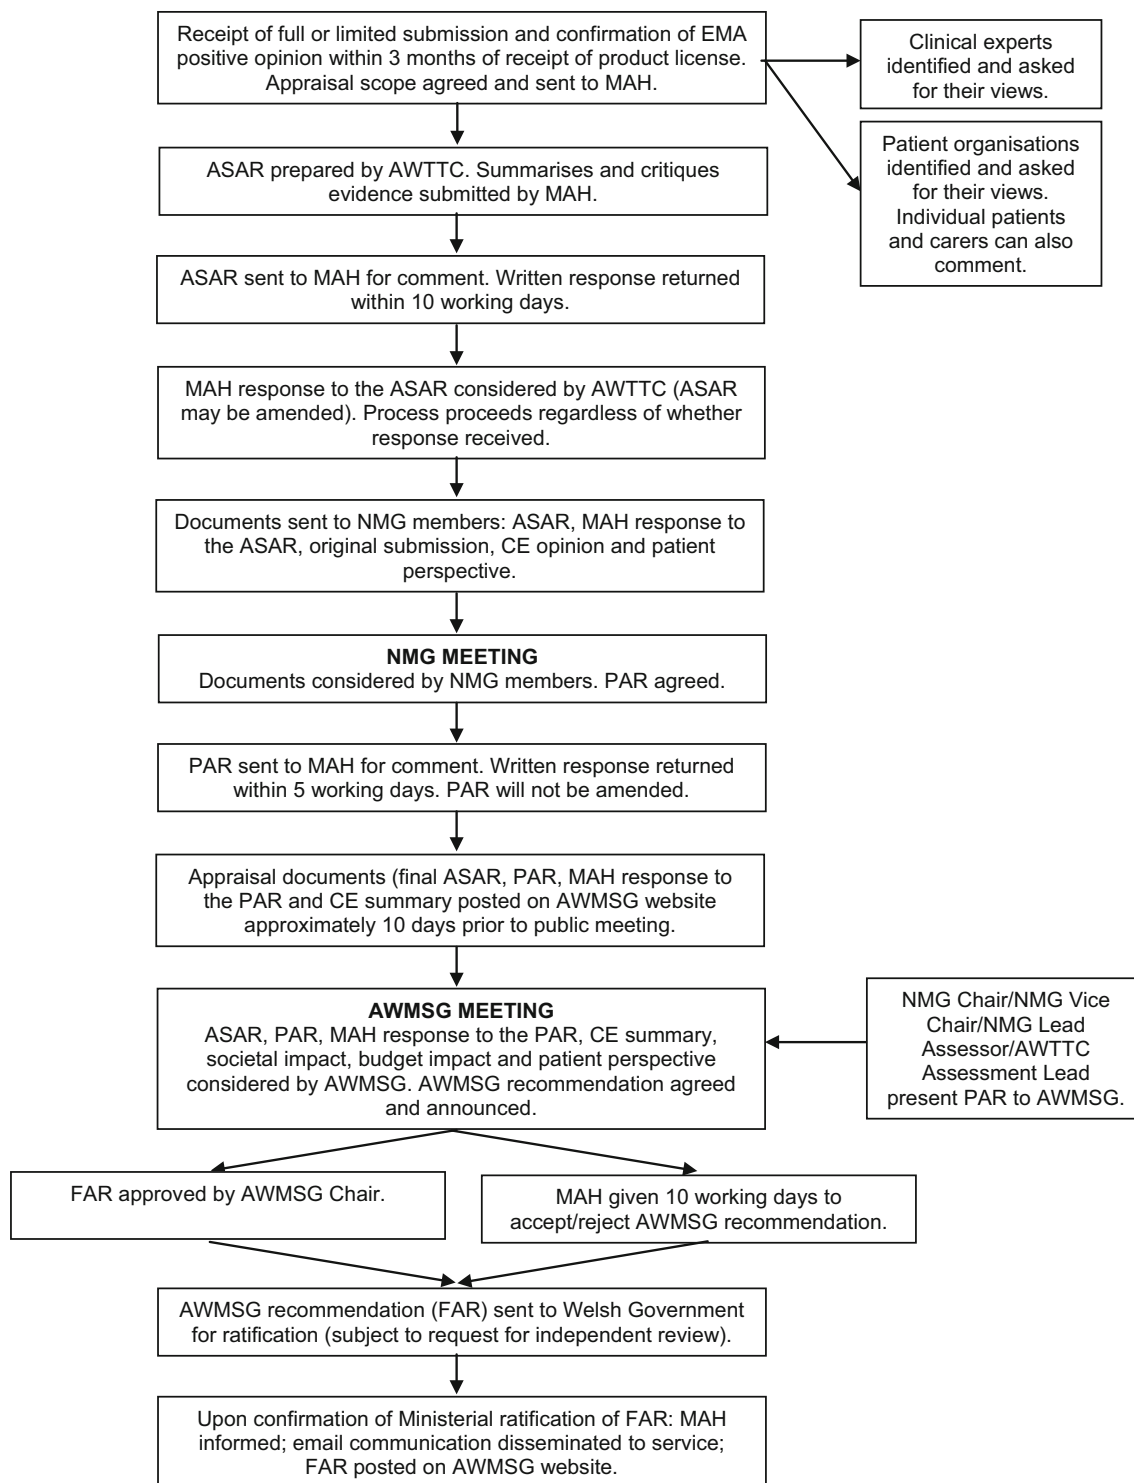 Receipt of full or limited submission and confirmation of EMA
positive opinion within 3 months of receipt of product license.
Appraisal scope agreed and sent to MAH.
Clinical experts
identified and asked
for their views.
Patient organisations
identified and asked
for their views.
Individual patients
and carers can also
comment.
ASAR prepared by AWTTC. Summarises and critiques
evidence submitted by MAH.
ASAR sent to MAH for comment. Written response returned
within 10 working days.
MAH response to the ASAR considered by AWTTC (ASAR
may be amended). Process proceeds regardless of whether
response received.
Documents sent to NMG members: ASAR, MAH response to
the ASAR, original submission, CE opinion and patient
perspective.
NMG MEETING
Documents considered by NMG members. PAR agreed.
PAR sent to MAH for comment. Written response returned
within 5 working days. PAR will not be amended.
Appraisal documents (final ASAR, PAR, MAH response to
the PAR and CE summary posted on AWMSG website
approximately 10 days prior to public meeting.
AWMSG MEETING
ASAR, PAR, MAH response to the PAR, CE summary,
societal impact, budget impact and patient perspective
considered by AWMSG. AWMSG recommendation agreed
and announced.
NMG Chair/NMG Vice
Chair/NMG Lead
Assessor/AWTTC
Assessment Lead
present PAR to AWMSG.
FAR approved by AWMSG Chair.
MAH given 10 working days to
accept/reject AWMSG recommendation.
AWMSG recommendation (FAR) sent to Welsh Government
for ratification (subject to request for independent review).
Upon confirmation of Ministerial ratification of FAR: MAH
informed; email communication disseminated to service;
FAR posted on AWMSG website.